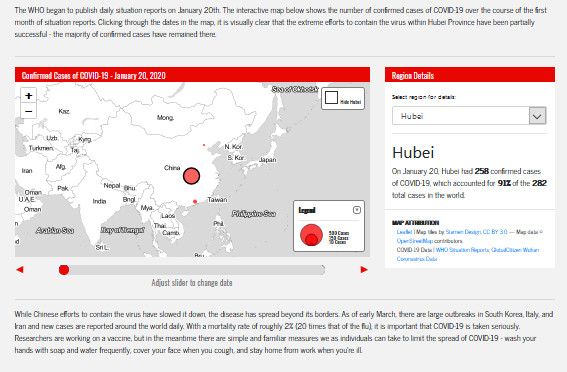 The WHO began to publish daily situation reports on January 20th. The interactive map below shows the number of confirmed cases of COVID-19 over the course of the first
month of situation reports. Clicking through the dates in the map, it is visually clear that the extreme efforts to contain the virus within Hubei Province have been partially
successful - the majority of confirmed cases have remained there.
Confirmed Cases of COVID-19 - January 20, 2020
+
−
Sea of Okhotsk
Hide Hubei
Kaz.
Mong.
Uzb.
Kyrg.
Turkmen.
Taj.
N. Kor.
S. Kor.
Japan
Iran
Afg.
China
Pak.
Nepal
Bhu.
Oman
U.A.E.
Oman
India
Bngl.
Mya.
Taiwan
Laos
Philippine Sea
Arabian Sea
Bay of Bengal
Thai.
Camb.
Phil.
Sri
Bru.
Legend
500 Cases
150 Cases
10 Cases
Adjust slider to change date
Region Details
Select region for details:
Hubei
Hubei
On January 20, Hubei had 258 confirmed cases
of COVID-19, which accounted for 91% of the 282
total cases in the world.
MAP ATTRIBUTION
Leaflet | Map tiles by Stamen Design, CC BY 3.0 — Map data ©
OpenStreetMap contributors
COVID-19 Data | WHO Situation Reports, GlobalCitizen Wuhan
Coronavirus Data
While Chinese efforts to contain the virus have slowed it down, the disease has spread beyond its borders. As of early March, there are large outbreaks in South Korea, Italy, and
Iran and new cases are reported around the world daily. With a mortality rate of roughly 2% (20 times that of the flu), it is important that COVID-19 is taken seriously.
Researchers are working on a vaccine, but in the meantime there are simple and familiar measures we as individuals can take to limit the spread of COVID-19 - wash your
hands with soap and water frequently, cover your face when you cough, and stay home from work when you're ill.